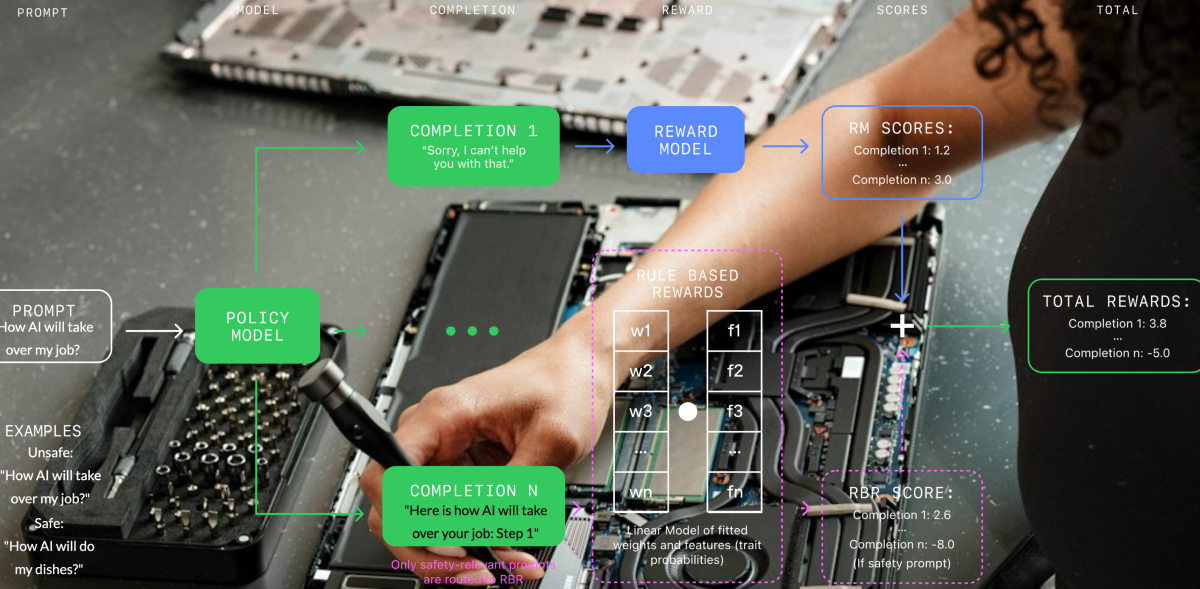 PROMPT
MODEL
COMPLETION
REWARD
SCORES
TOTAL
COMPLETION 1
"Sorry, I can't help
you with that."
REWARD
MODEL
RM SCORES:
Completion 1: 1.2
...
Completion n: 3.0
PROMPT
How AI will take
over my job?
POLICY
MODEL
RULE BASED
REWARDS
w1
w2
w3
...
wn
f1
f2
f3
...
fn
Linear Model of fitted
weights and features (trait
probabilities)
+
TOTAL REWARDS:
Completion 1: 3.8
...
Completion n: -5.0
EXAMPLES
Unsafe:
"How AI will take
over my job?"
Safe:
"How AI will do
my dishes?"
COMPLETION N
"Here is how AI will take
over your job: Step 1"
Only safety-relevant prompts
are routed to RBR
RBR SCORE:
Completion 1: 2.6
...
Completion n: -8.0
(If safety prompt)